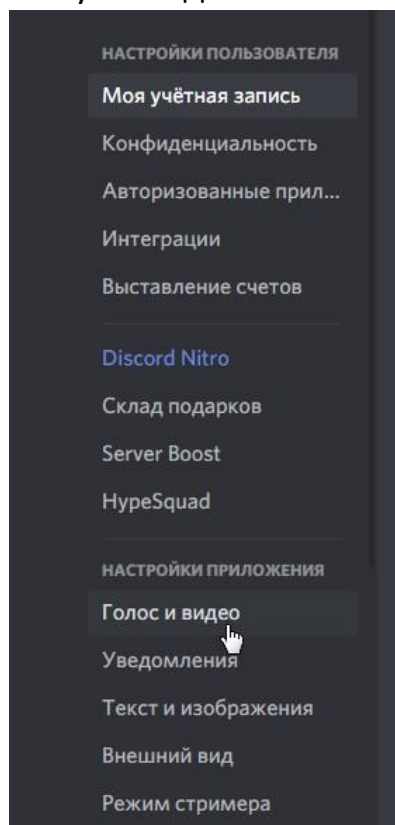 НАСТРОЙКИ ПОЛЬЗОВАТЕЛЯ
Моя учётная запись
Конфиденциальность
Авторизованные прил...
Интеграции
Выставление счетов
Discord Nitro
Склад подарков
Server Boost
HypeSquad
НАСТРОЙКИ ПРИЛОЖЕНИЯ
Голос и видео
Уведомления
Текст и изображения
Внешний вид
Режим стримера